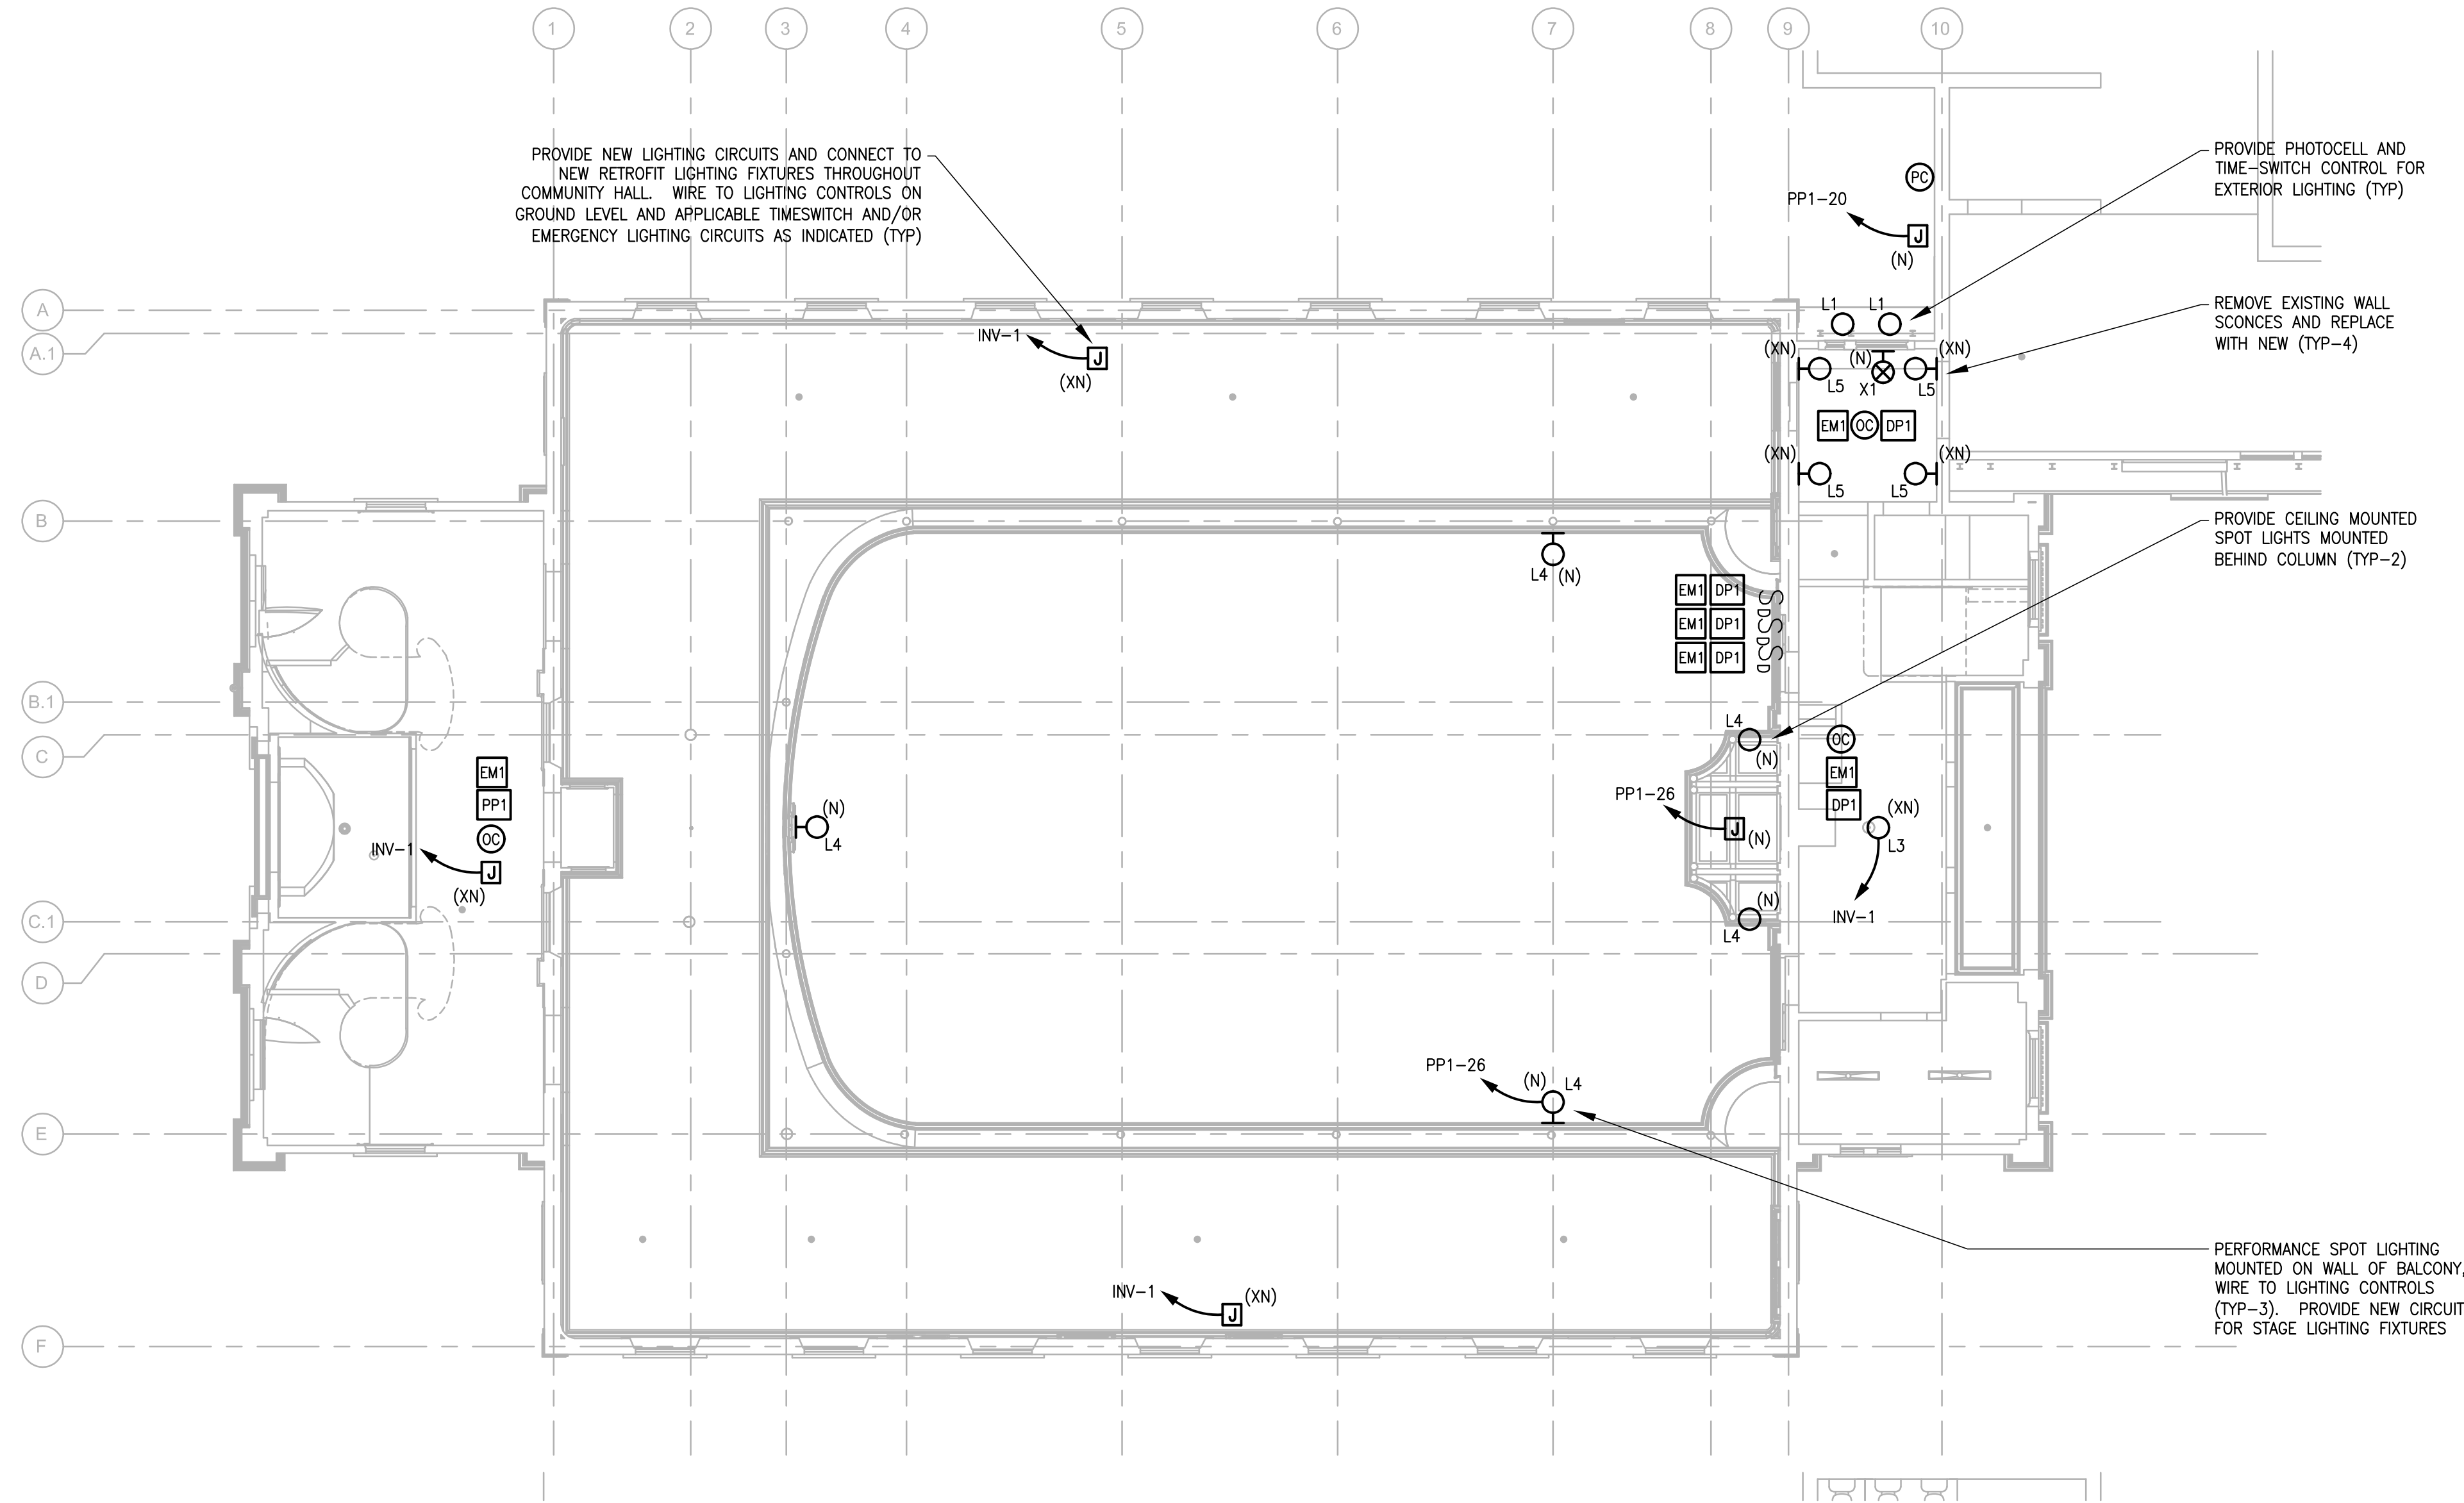 1
2
3
4
5
6
7
8
9
10
PROVIDE NEW LIGHTING CIRCUITS AND CONNECT TO
NEW RETROFIT LIGHTING FIXTURES THROUGHOUT
COMMUNITY HALL. WIRE TO LIGHTING CONTROLS ON
GROUND LEVEL AND APPLICABLE TIMESWITCH AND/OR
EMERGENCY LIGHTING CIRCUITS AS INDICATED (TYP)
PROVIDE PHOTOCELL AND
TIME-SWITCH CONTROL FOR
EXTERIOR LIGHTING (TYP)
PC
PP1-20
J
(N)
A
A.1
L1
L1
REMOVE EXISTING WALL
SCONCES AND REPLACE
WITH NEW (TYP-4)
INV-1
J
(XN)
(XN)
(N)
(XN)
L5
X1
L5
EM1
OC
DP1
(XN)
(XN)
L5
L5
B
PROVIDE CEILING MOUNTED
SPOT LIGHTS MOUNTED
BEHIND COLUMN (TYP-2)
L4
(N)
EM1
DP1
S
D
EM1
DP1
S
D
EM1
DP1
S
D
B.1
C
L4
(N)
OC
EM1
DP1
EM1
PP1
OC
INV-1
J
(XN)
(N)
L4
PP1-26
J
(N)
(XN)
L3
INV-1
(N)
L4
C.1
D
PP1-26
(N)
L4
E
PERFORMANCE SPOT LIGHTING
MOUNTED ON WALL OF BALCONY,
WIRE TO LIGHTING CONTROLS
(TYP-3). PROVIDE NEW CIRCUIT
FOR STAGE LIGHTING FIXTURES
INV-1
J
(XN)
F